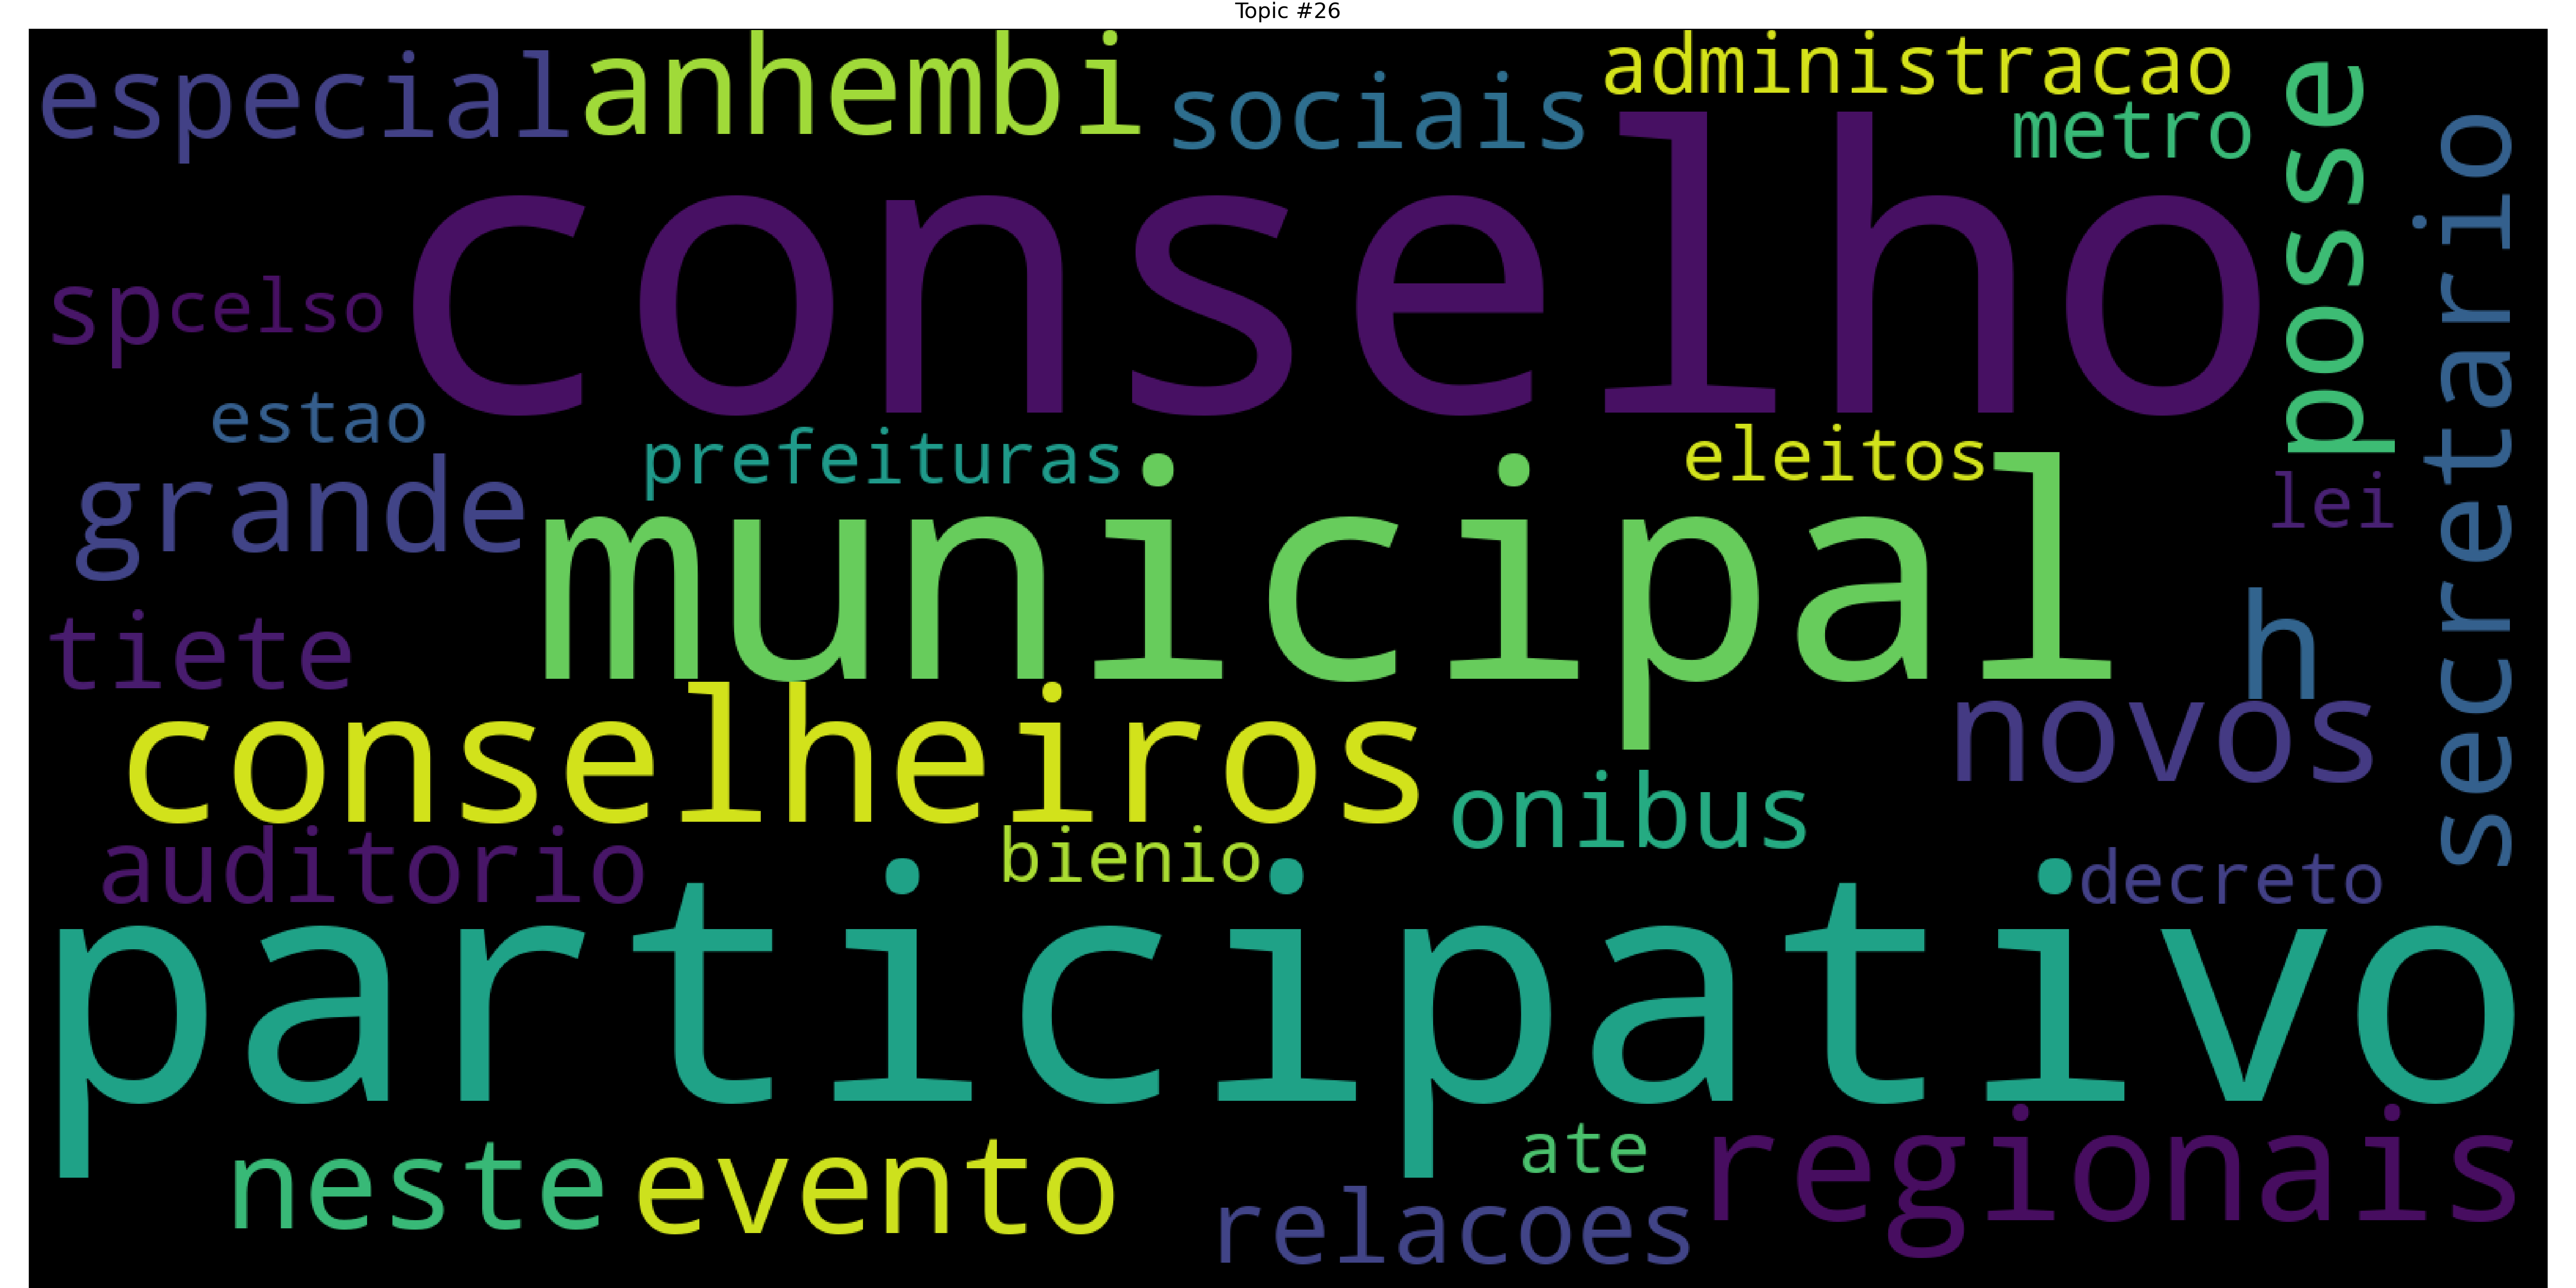 Topic #26
especial
anhembi
sociais
administracao
metro
posse
secretario
conselho
sp
celso
estao
prefeituras
eleitos
lei
grande
municipal
tiete
h
novos
conselheiros
onibus
auditorio
bienio
decreto
participativo
neste
evento
ate
relacoes
regionais